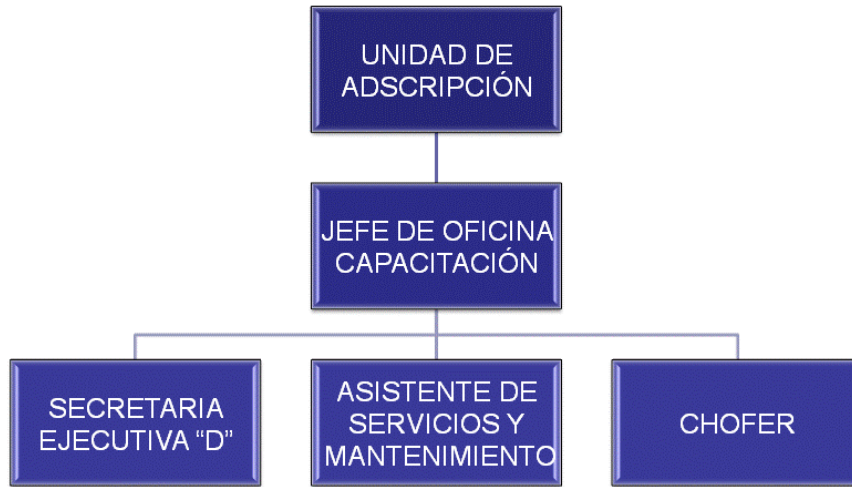 UNIDAD DE
ADSCRIPCIÓN
JEFE DE OFICINA
CAPACITACIÓN
SECRETARIA
EJECUTIVA “D”
ASISTENTE DE
SERVICIOS Y
MANTENIMIENTO
CHOFER